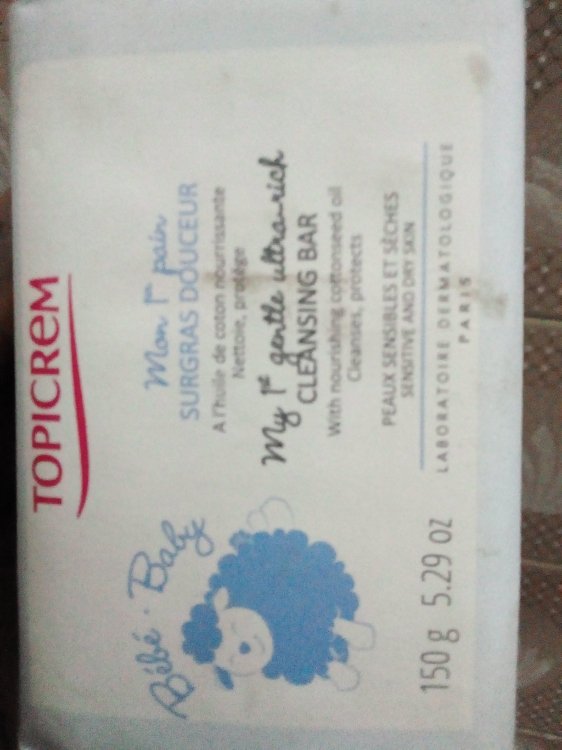 TOPICREM
Bébé · Baby
Mon 1er pain
SURGRAS DOUCEUR
A l'huile de coton nourrissante
Nettoie, protège
My 1st gentle ultra-rich
CLEANSING BAR
With nourishing cottonseed oil
Cleanses, protects
PEAUX SENSIBLES ET SÈCHES
SENSITIVE AND DRY SKIN
LABORATOIRE DERMATOLOGIQUE
PARIS
150 g 5.29 oz